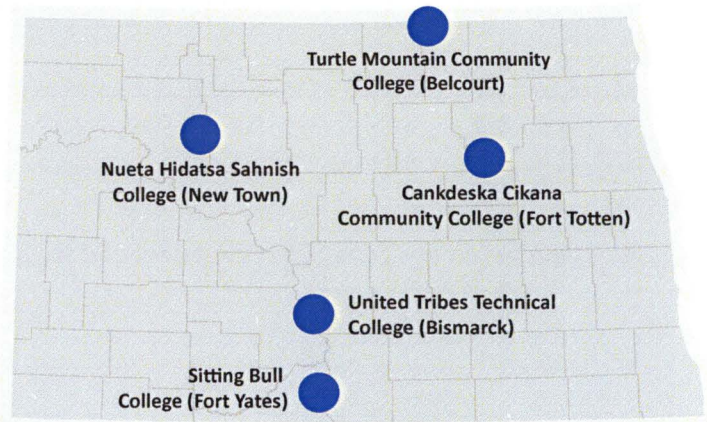 Turtle Mountain Community
College (Belcourt)
Nueta Hidatsa Sahnish
College (New Town)
Cankdeska Cikana
Community College (Fort Totten)
United Tribes Technical
College (Bismarck)
Sitting Bull
College (Fort Yates)